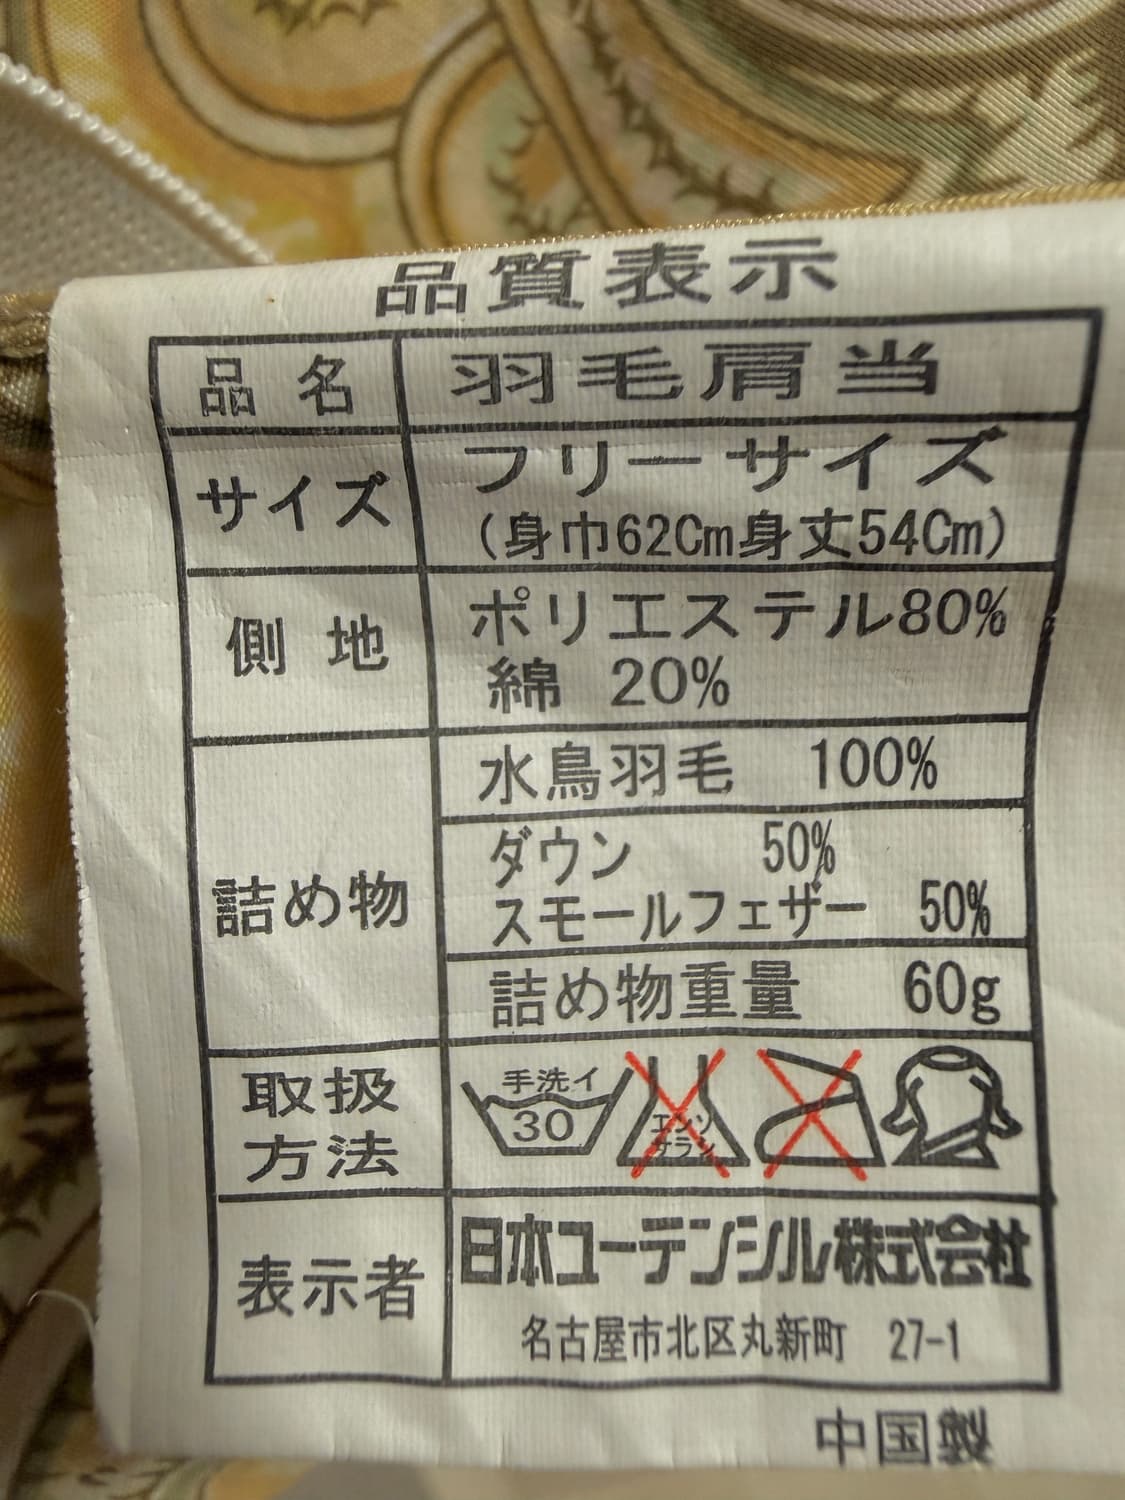 品質表示
品名 羽毛肩当
サイズ フリーサイズ
(身巾62Cm身丈54Cm)
側地 ポリエステル80%
綿 20%
詰め物 水鳥羽毛 100%
ダウン 50%
スモールフェザー 50%
詰め物重量 60g
取扱方法 手洗イ
30
エンソ
サラシ
表示者 日本ユーテンシル株式会社
名古屋市北区丸新町 27-1
中国製